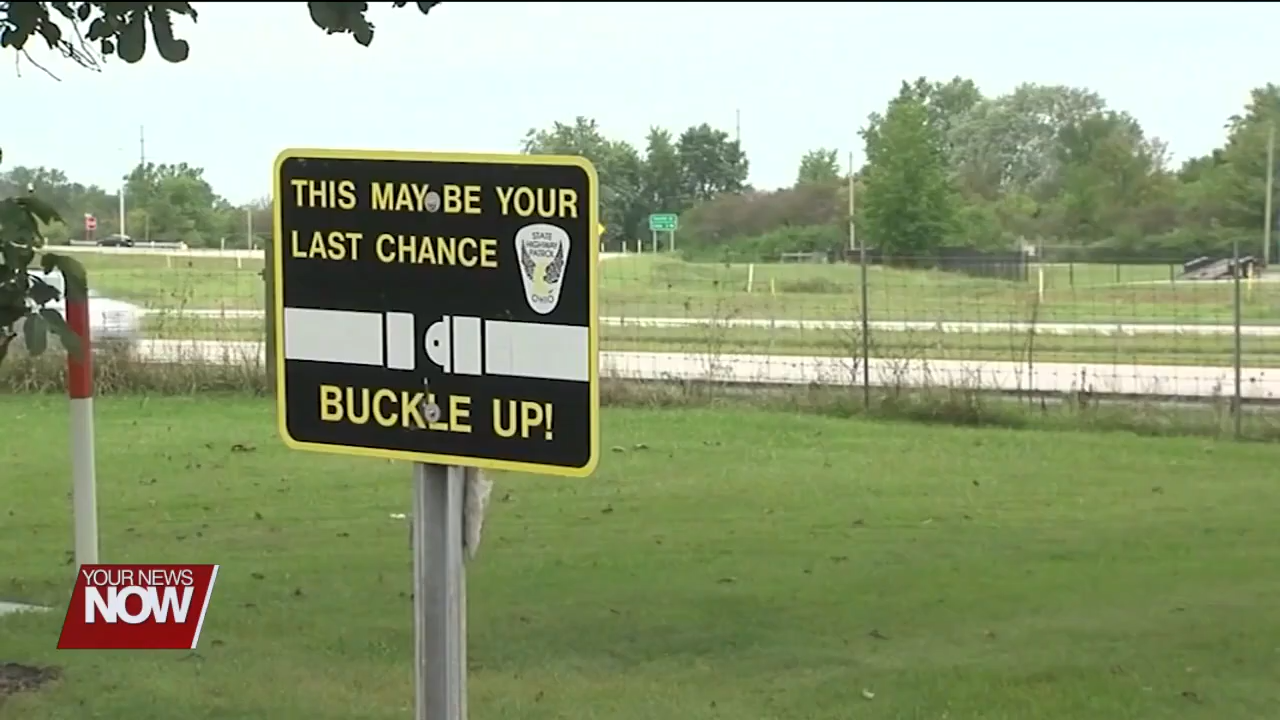 THIS MAY BE YOUR
LAST CHANCE
STATE
HIGHWAY
PATROL
OHIO
BUCKLE UP!
YOUR NEWS
NOW